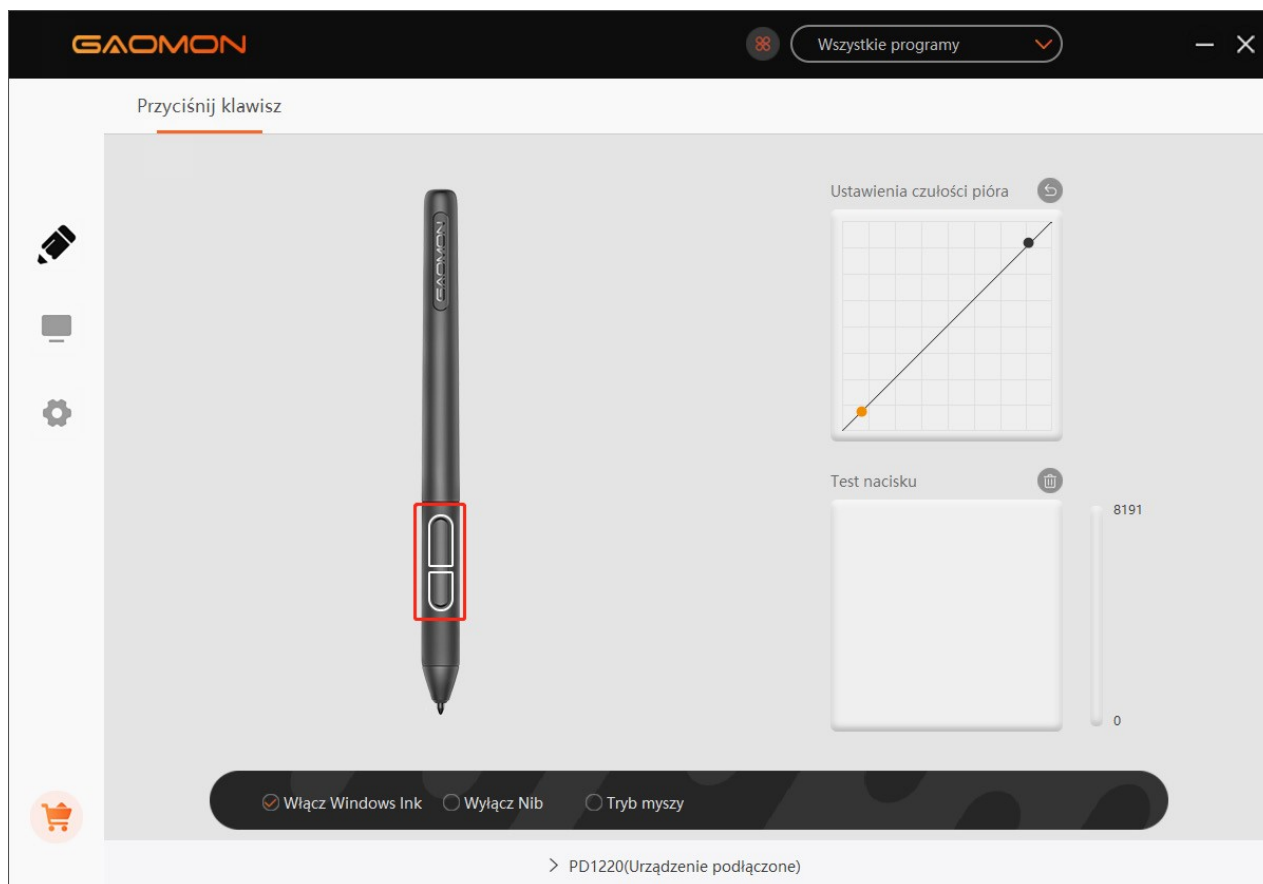 GAOMON
Wszystkie programy
Przyciśnij klawisz
Ustawienia czułości pióra
GAOMON
Test nacisku
8191
0
Włącz Windows Ink
Wyłącz Nib
Tryb myszy
PD1220(Urządzenie podłączone)